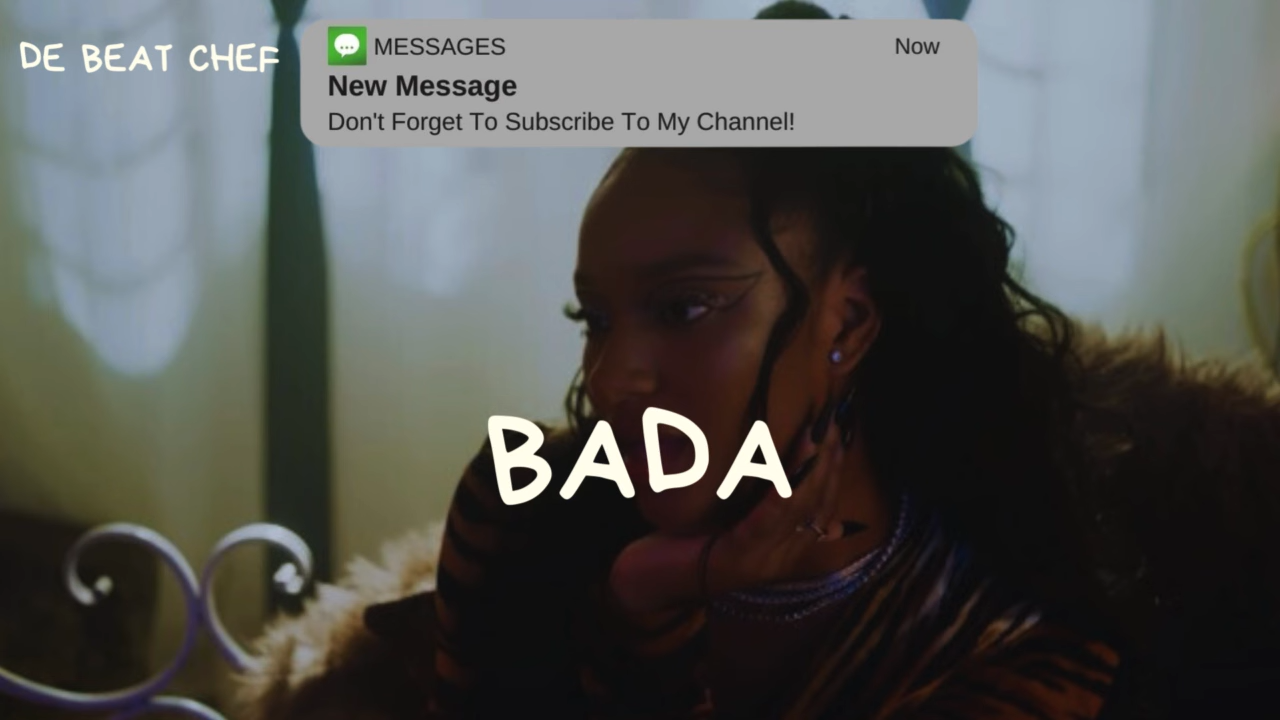 DE BEAT CHEF
MESSAGES
Now
New Message
Don't Forget To Subscribe To My Channel!
BADA